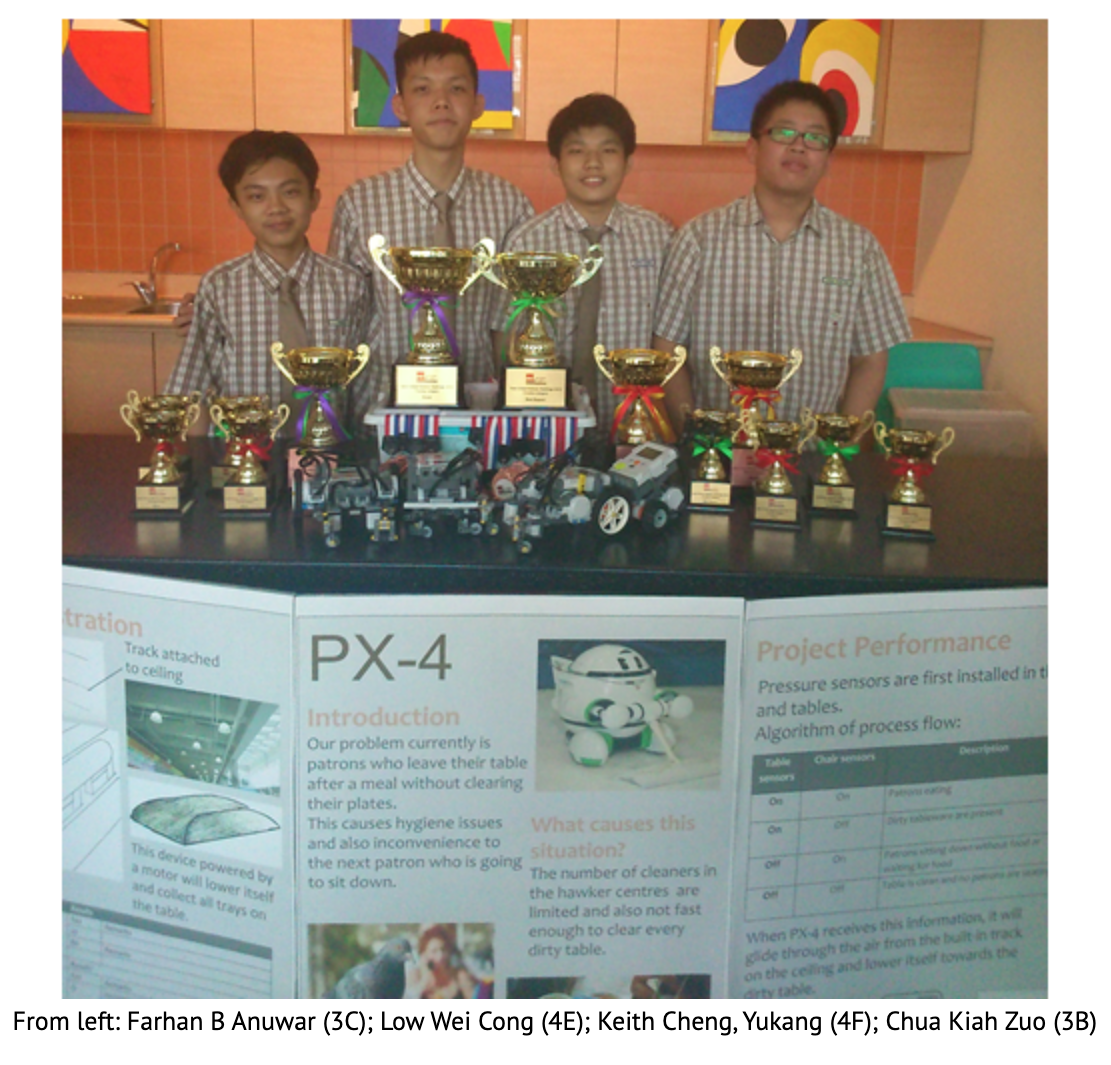 tration
Track attached
to ceiling
This device powered by
a motor will lower itself
and collect all trays on
the table.
PX-4
Introduction
Our problem currently is
patrons who leave their table
after a meal without clearing
their plates.
This causes hygiene issues
and also inconvenience to
the next patron who is going
to sit down.
What causes this
situation?
The number of cleaners in
the hawker centres are
limited and also not fast
enough to clear every
dirty table.
Project Performance
Pressure sensors are first installed in
and tables.
Algorithm of process flow:
Table sensors Chair sensors Description
On On Patrons eating
On Off Dirty tableware are present
Off On Patrons sitting down without food or
waiting for food
Off Off Table is clean and no patrons are
When PX-4 receives this information, it will
glide through the air from the built-in track
on the ceiling and lower itself towards the
dirty table.
From left: Farhan B Anuwar (3C); Low Wei Cong (4E); Keith Cheng, Yukang (4F); Chua Kiah Zuo (3B)